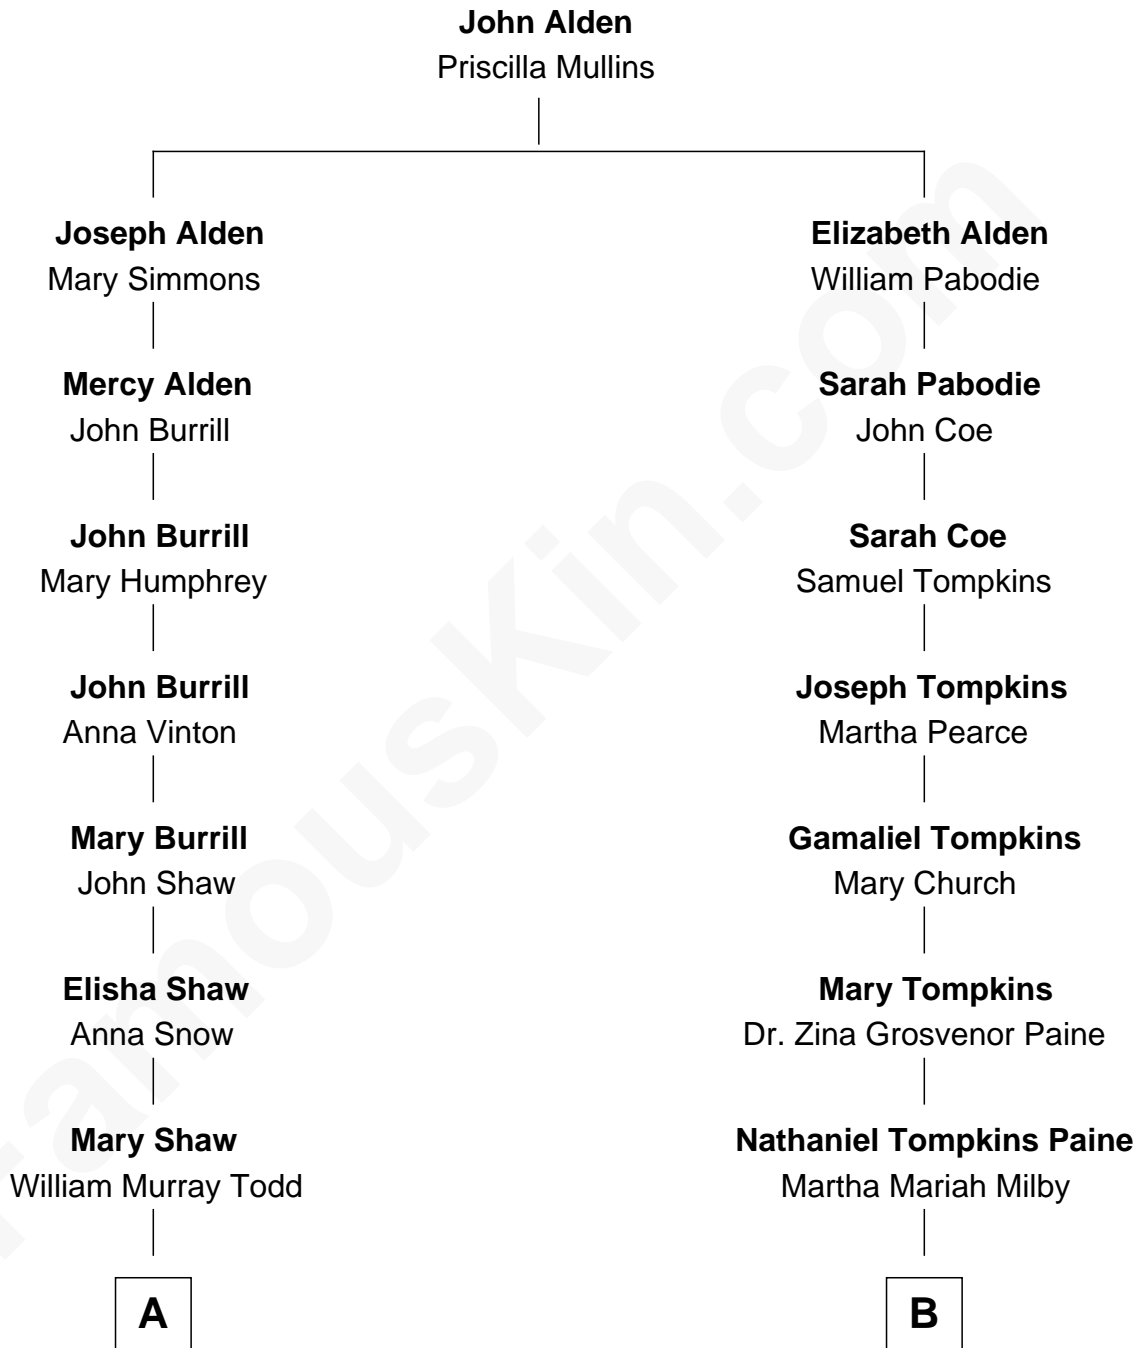 John Alden
Priscilla Mullins
Joseph Alden
Mary Simmons
Elizabeth Alden
William Pabodie
Mercy Alden
John Burrill
Sarah Pabodie
John Coe
John Burrill
Mary Humphrey
Sarah Coe
Samuel Tompkins
John Burrill
Anna Vinton
Joseph Tompkins
Martha Pearce
Mary Burrill
John Shaw
Gamaliel Tompkins
Mary Church
Elisha Shaw
Anna Snow
Mary Tompkins
Dr. Zina Grosvenor Paine
Mary Shaw
William Murray Todd
Nathaniel Tompkins Paine
Martha Mariah Milby
A
B
FamousKin.com